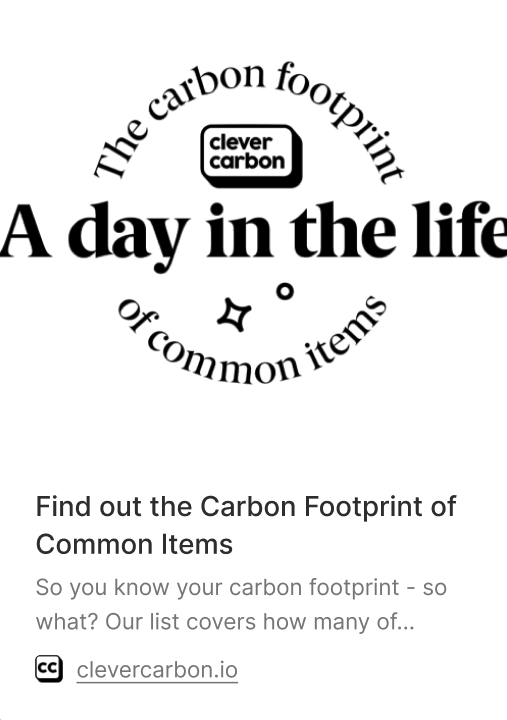 The carbon footprint
clever
carbon
A day in the life
of common items
Find out the Carbon Footprint of
Common Items
So you know your carbon footprint - so
what? Our list covers how many of...
cc
clevercarbon.io